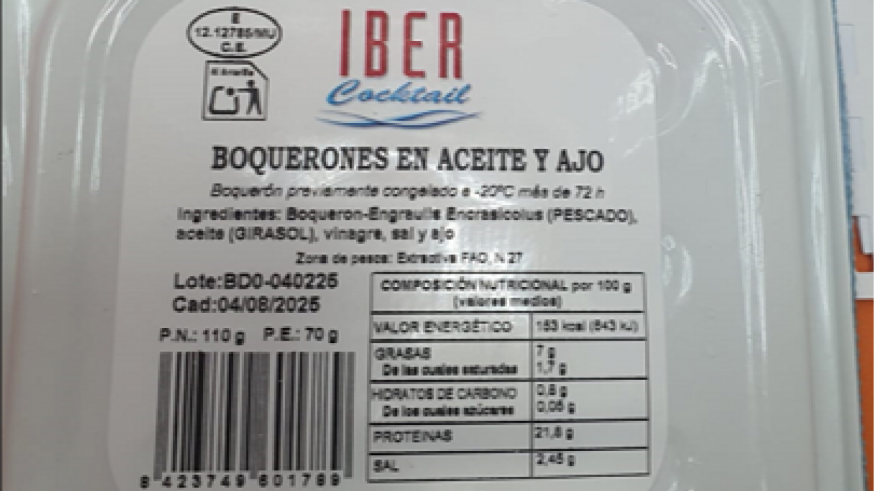 E
12.12785/MU
C.E.
Al Amarillo
IBER
Cocktail
BOQUERONES EN ACEITE Y AJO
Boquerón previamente congelado a -20ºC más de 72 h
Ingredientes: Boqueron-Engraulis Encrasicolus (PESCADO),
aceite (GIRASOL), vinagre, sal y ajo
Zona de pesca: Extractiva FAO, N 27
Lote:BD0-040225
Cad:04/08/2025
P.N.: 110 g P.E.: 70 g
COMPOSICIÓN NUTRICIONAL por 100 g
(valores medios)
VALOR ENERGÉTICO 153 kcal (643 kJ)
GRASAS 7 g
De las cuales saturadas 1,7 g
HIDRATOS DE CARBONO 0,8 g
De los cuales azúcares 0,05 g
PROTEINAS 21,8 g
SAL 2,45 g
8 423749 601789